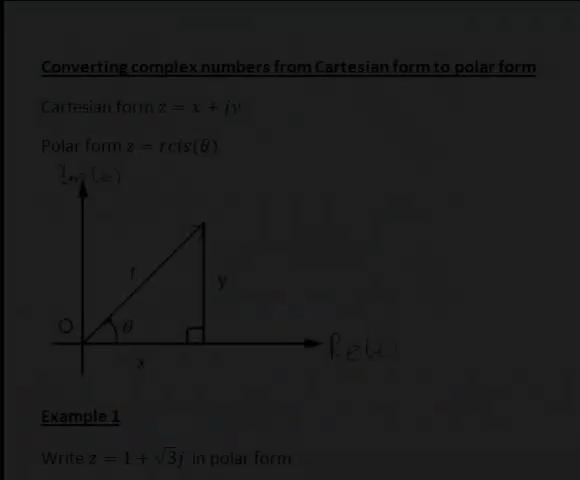 Converting complex numbers from Cartesian form to polar form
Cartesian form z = x + jy
Polar form z = rcis(θ)
Im(z)
r
y
O
θ
x
Re(z)
Example 1
Write z = 1 + √3j in polar form